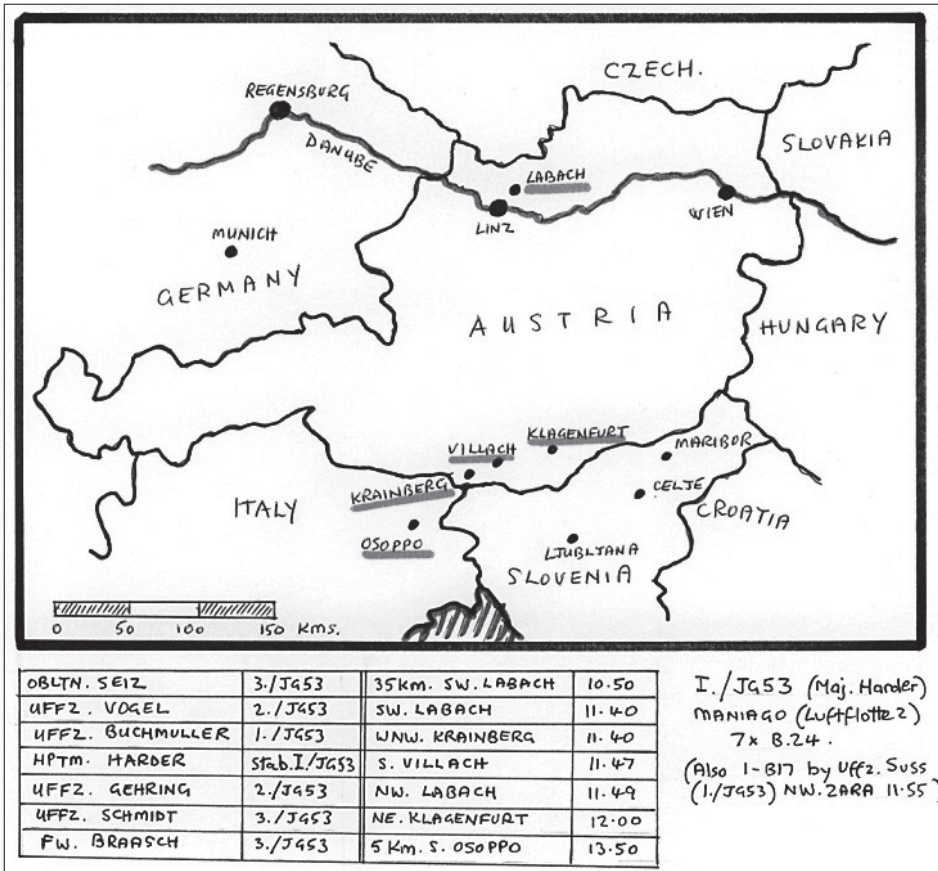 CZECH.
REGENSBURG
SLOVAKIA
DANUBE
LABACH
WIEN
LINZ
MUNICH
GERMANY
AUSTRIA
HUNGARY
KLAGENFURT
VILLACH
MARIBOR
KRAINBERG
CELJE
ITALY
CROATIA
OSOPPO
LJUBLJANA
SLOVENIA
0 50 100 150 Kms.
OBLTN. SEIZ 3./JG53 35km. SW. LABACH 10.50
UFFZ. VOGEL 2./JG53 SW. LABACH 11.40
UFFZ. BUCHMULLER 1./JG53 WNW. KRAINBERG 11.40
HPTM. HARDER Stab.I./JG53 S. VILLACH 11.47
UFFZ. GEHRING 2./JG53 NW. LABACH 11.49
UFFZ. SCHMIDT 3./JG53 NE. KLAGENFURT 12.00
FW. BRAASCH 3./JG53 5 Km. S. OSOPPO 13.50
I./JG53 (Maj. Harder)
MANIAGO (Luftflotte 2)
7x B.24.
(Also 1-B17 by Uffz. Suss
(1./JG53) NW. ZARA 11.55)